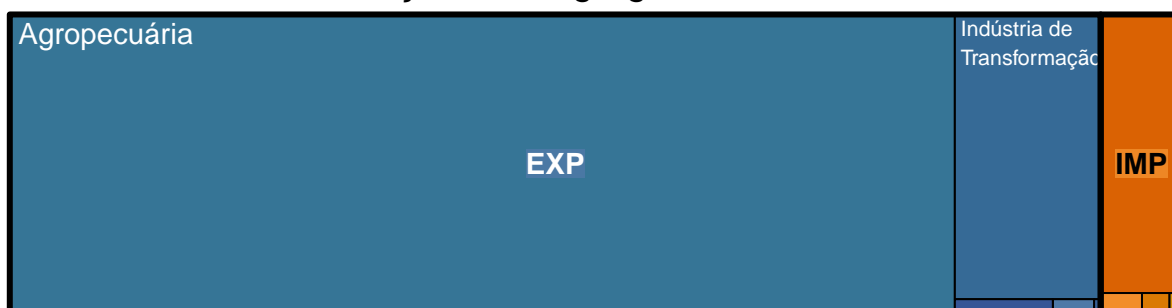 Agropecuária
Indústria de
Transformação
EXP
IMP